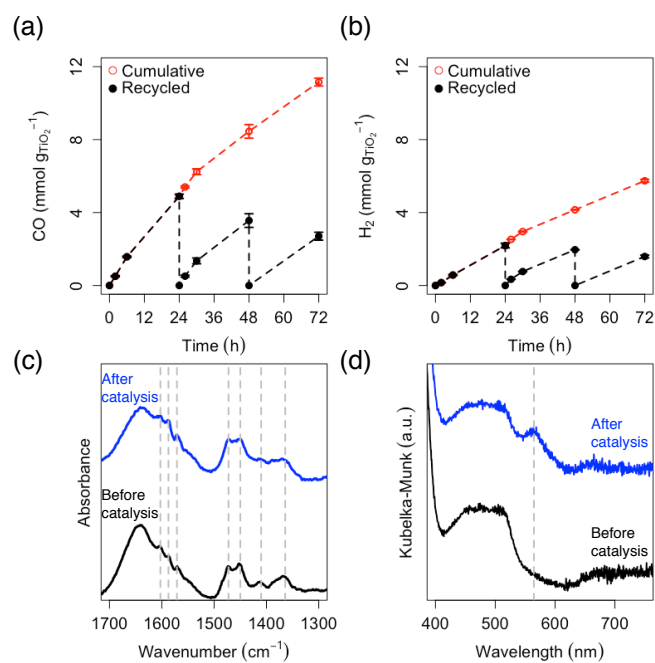 (a)
CO (mmol g_TiO₂⁻¹)
12
8
4
0
Cumulative
Recycled
0 12 24 36 48 60 72
Time (h)
(b)
H₂ (mmol g_TiO₂⁻¹)
12
8
4
0
Cumulative
Recycled
0 12 24 36 48 60 72
Time (h)
(c)
Absorbance
After
catalysis
Before
catalysis
1700 1600 1500 1400 1300
Wavenumber (cm⁻¹)
(d)
Kubelka-Munk (a.u.)
After
catalysis
Before
catalysis
400 500 600 700
Wavelength (nm)